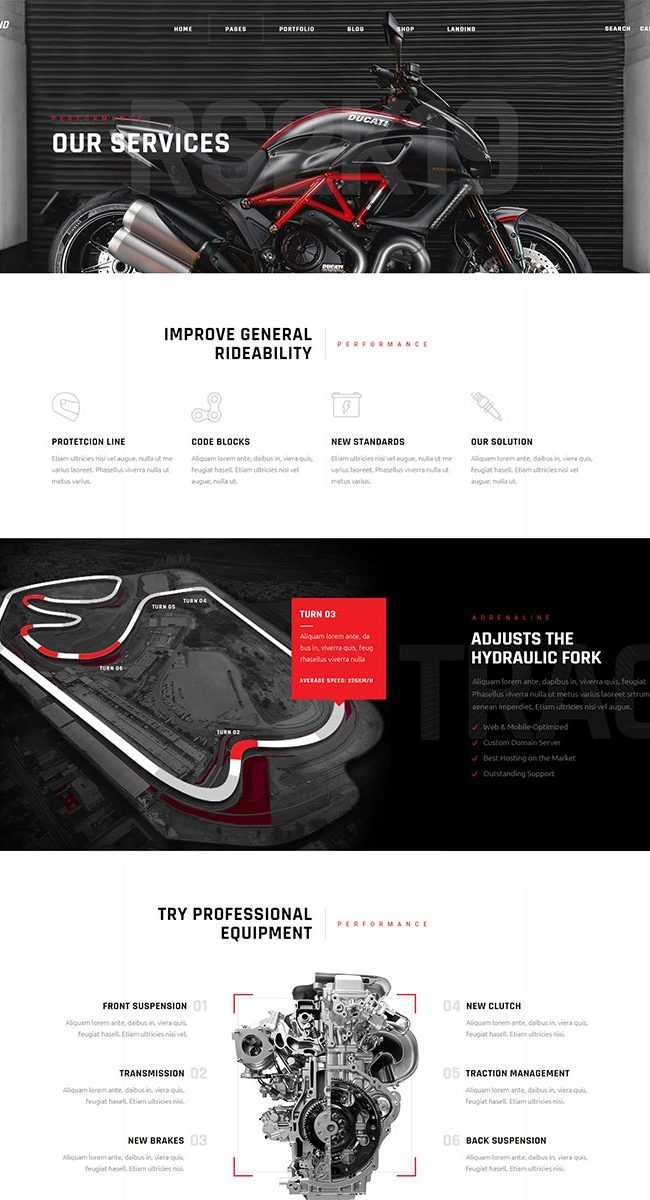 HOME PAGES PORTFOLIO BLOG SHOP LANDING SEARCH
PERFORMANCE
OUR SERVICES
DUCATI
DUCATI
IMPROVE GENERAL
RIDEABILITY
PERFORMANCE
PROTETCION LINE
Etiam ultricies nisi vel augue, nulla ut me
varius laoreet. Phasellus viverra nulla ut
metus varius.
CODE BLOCKS
Aliquam lorem ante, daibus in, viera quis,
feugiat hasell. Etiam ultricies nisi vel
augue, nulla ut.
NEW STANDARDS
Etiam ultricies nisi vel augue, nulla ut me
varius laoreet. Phasellus viverra nulla ut
metus varius.
OUR SOLUTION
Aliquam lorem ante, daibus in, viera quis,
feugiat hasell. Etiam ultricies nisi vel
augue, nulla ut.
TURN 05
TURN 04
TURN 06
TURN 02
TURN 03
Aliquam lorem ante, da
bus in, viverra quis, feug
rhasellus viverra nulla
AVERAGE SPEED: 226KM/H
ADRENALINE
ADJUSTS THE
HYDRAULIC FORK
Aliquam lorem ante, dapibus in, viverra quis, feugiat
Phasellus viverra nulla ut metus varius laoreet srtrum
aenean imperdiet. Etiam ultricies nisi vel augue.
Web & Mobile-Optimized
Custom Domain Server
Best Hosting on the Market
Outstanding Support
TRY PROFESSIONAL
EQUIPMENT
PERFORMANCE
FRONT SUSPENSION 01
Aliquam lorem ante, daibus in, viera quis,
feugiat hasell. Etiam ultricies nisi vel.
TRANSMISSION 02
Aliquam lorem ante, daibus in, viera quis,
feugiat hasell. Etiam ultricies nisi.
NEW BRAKES 03
Aliquam lorem ante, daibus in, viera quis,
feugiat hasell. Etiam ultricies nisi.
04 NEW CLUTCH
Aliquam lorem ante, daibus in, viera quis,
feugiat hasell. Etiam ultricies nisi.
05 TRACTION MANAGEMENT
Aliquam lorem ante, daibus in, viera quis,
feugiat hasell. Etiam ultricies nisi.
06 BACK SUSPENSION
Aliquam lorem ante, daibus in, viera quis,
feugiat hasell. Etiam ultricies nisi.